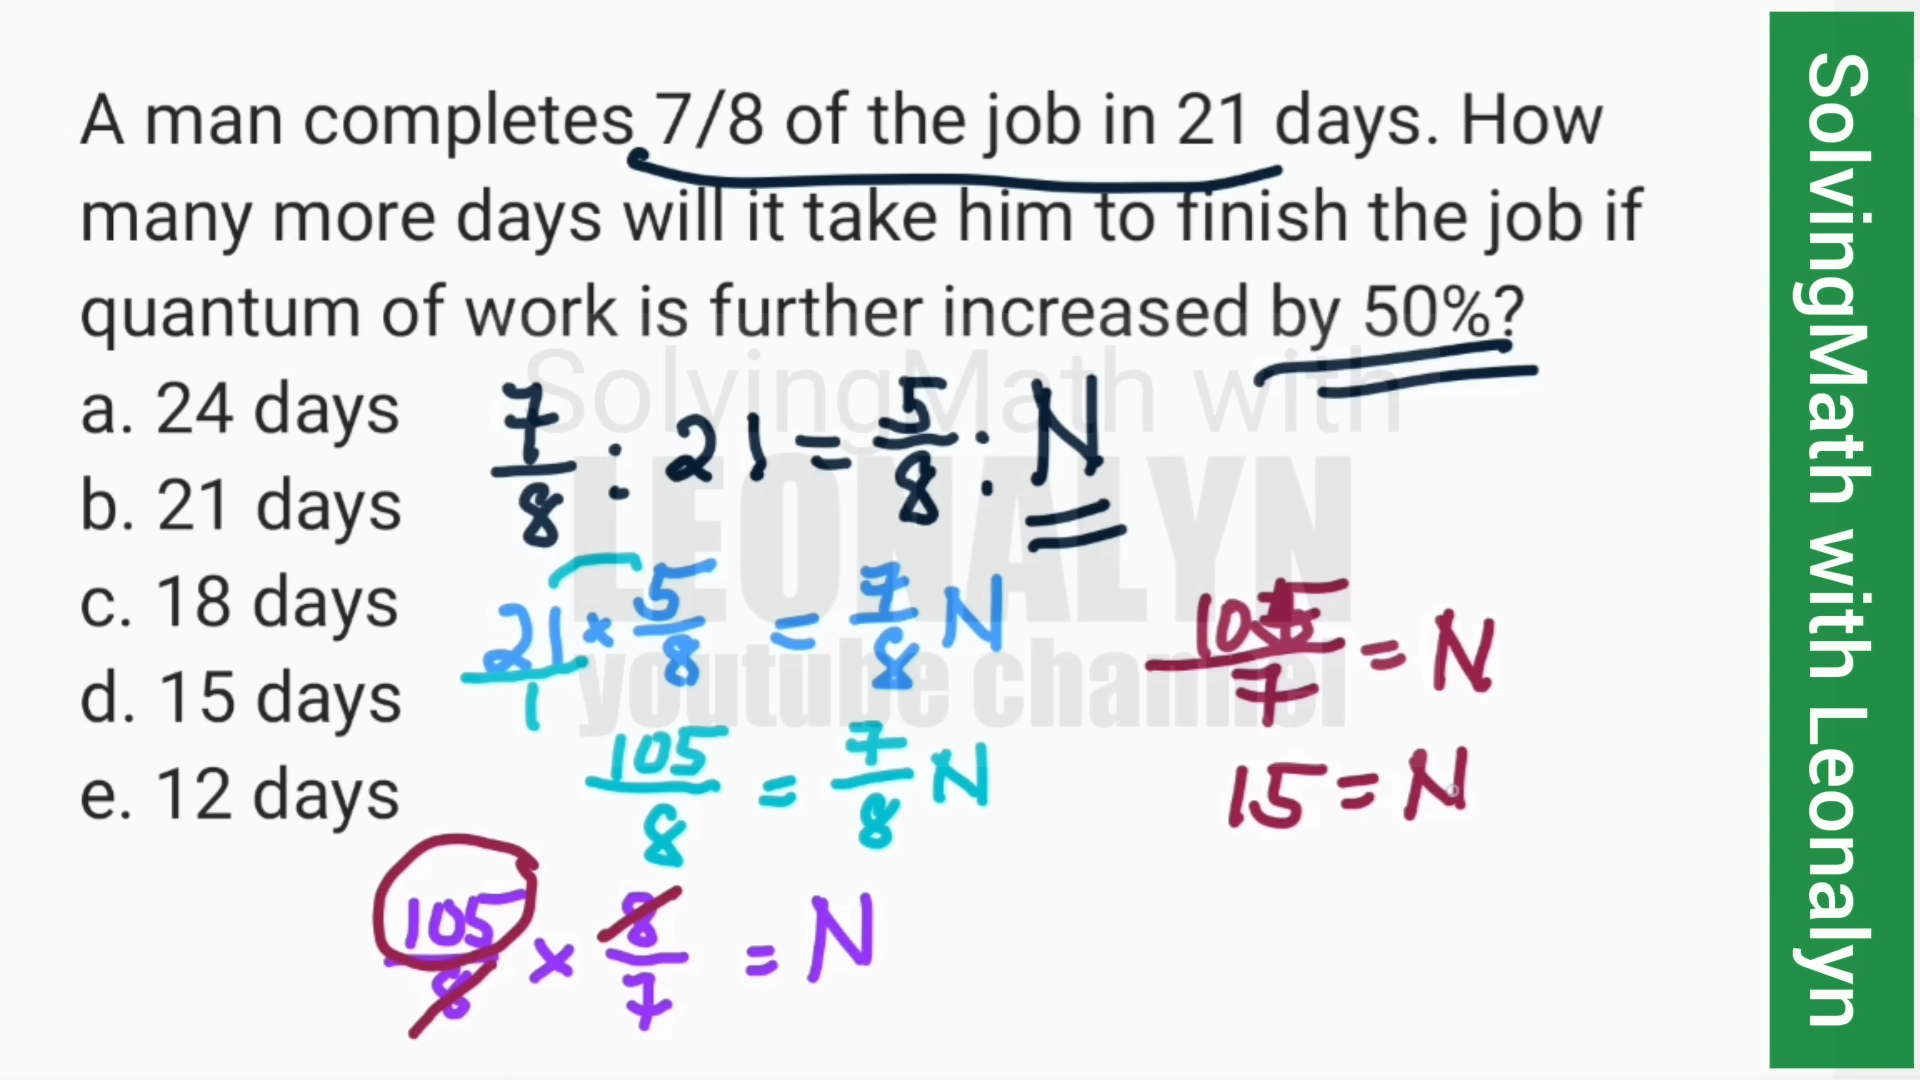 A man completes 7/8 of the job in 21 days. How
many more days will it take him to finish the job if
quantum of work is further increased by 50%?
a. 24 days
b. 21 days
c. 18 days
d. 15 days
e. 12 days
7/8 : 21 = 5/8 : N
21/1 × 5/8 = 7/8 N
105/8 = 7/8 N
105/8 × 8/7 = N
105/7 = N
15 = N
SolvingMath with
LEONALYN
youtube channel
SolvingMath with Leonalyn